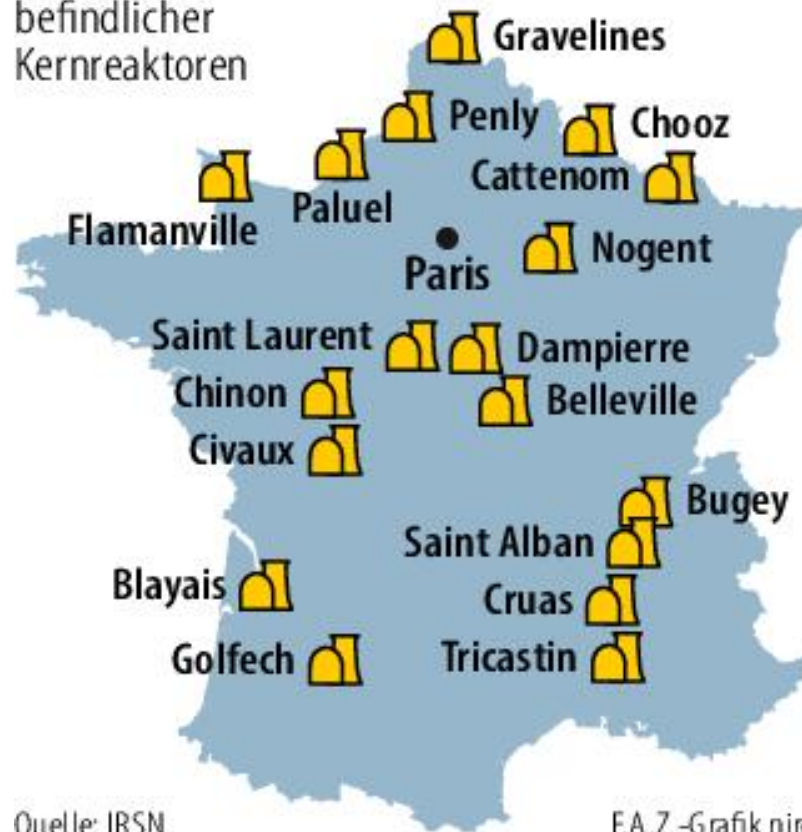 befindlicher
Kernreaktoren
Gravelines
Penly
Chooz
Cattenom
Paluel
Flamanville
Nogent
Paris
Saint Laurent
Dampierre
Chinon
Belleville
Civaux
Bugey
Saint Alban
Blayais
Cruas
Golfech
Tricastin
Quelle: IRSN
F.A.Z.-Grafik